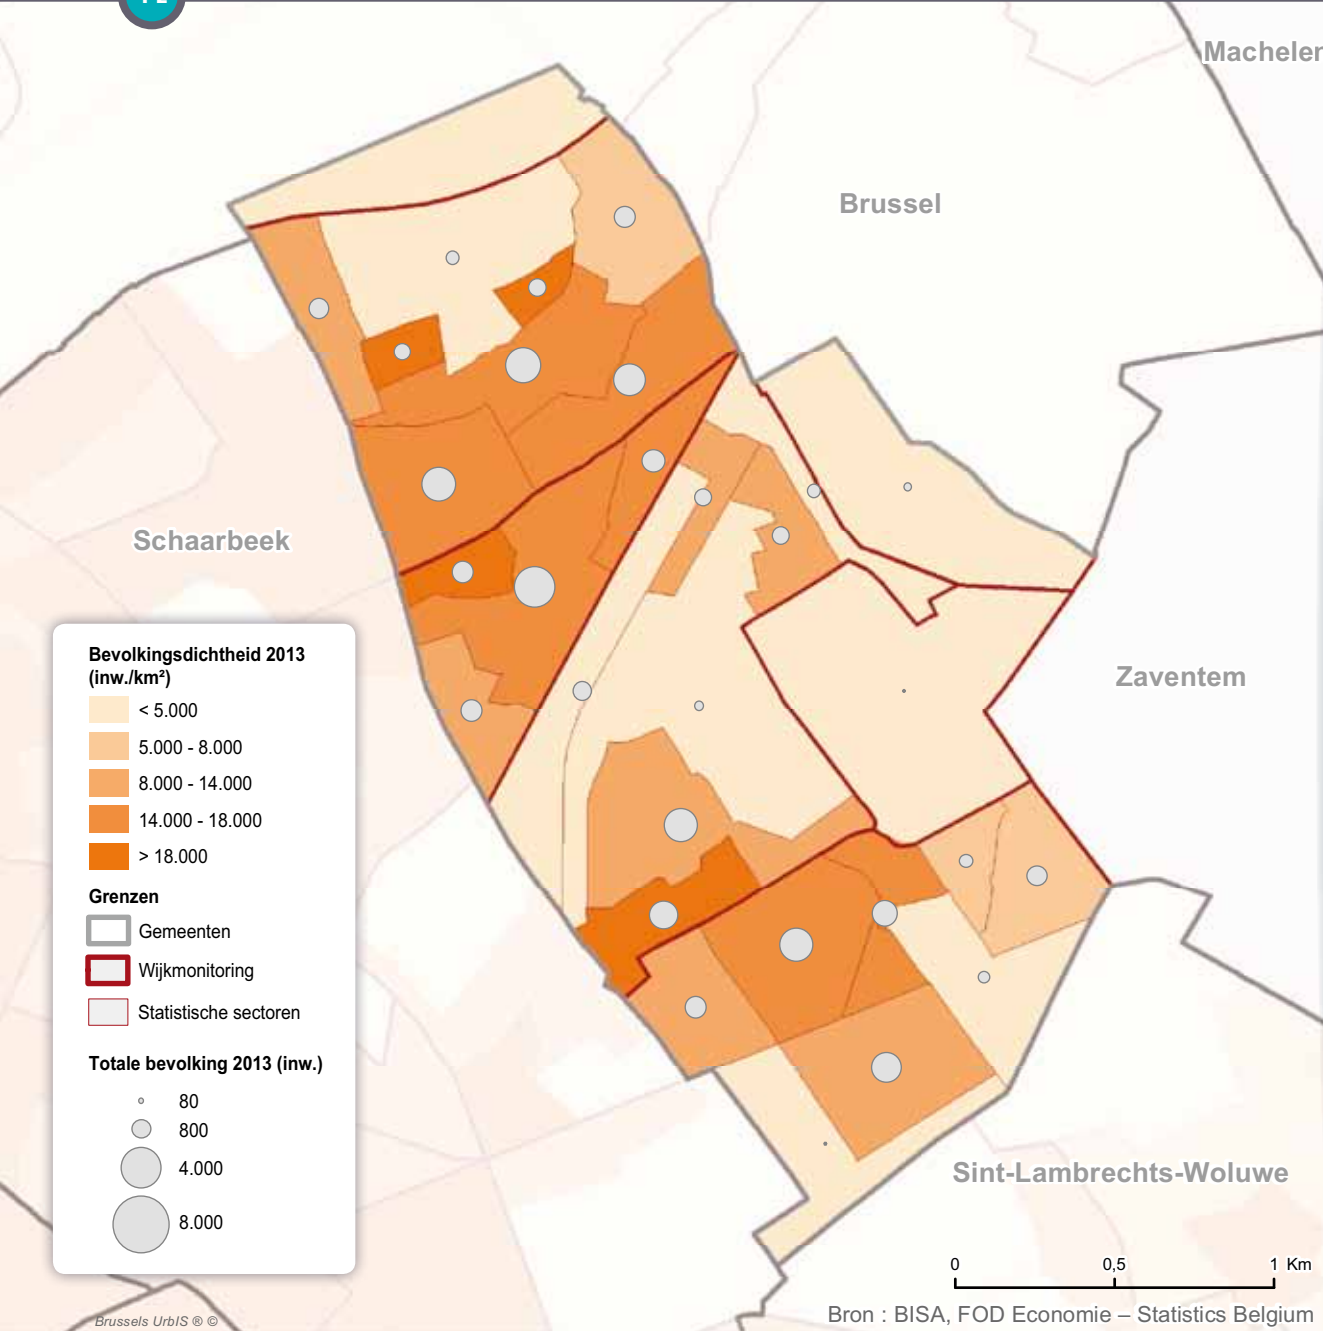 Machelen
Brussel
Schaarbeek
Zaventem
Sint-Lambrechts-Woluwe
Bevolkingsdichtheid 2013
(inw./km²)
< 5.000
5.000 - 8.000
8.000 - 14.000
14.000 - 18.000
> 18.000
Grenzen
Gemeenten
Wijkmonitoring
Statistische sectoren
Totale bevolking 2013 (inw.)
80
800
4.000
8.000
0 0,5 1 Km
Bron : BISA, FOD Economie – Statistics Belgium
Brussels UrbIS ® ©